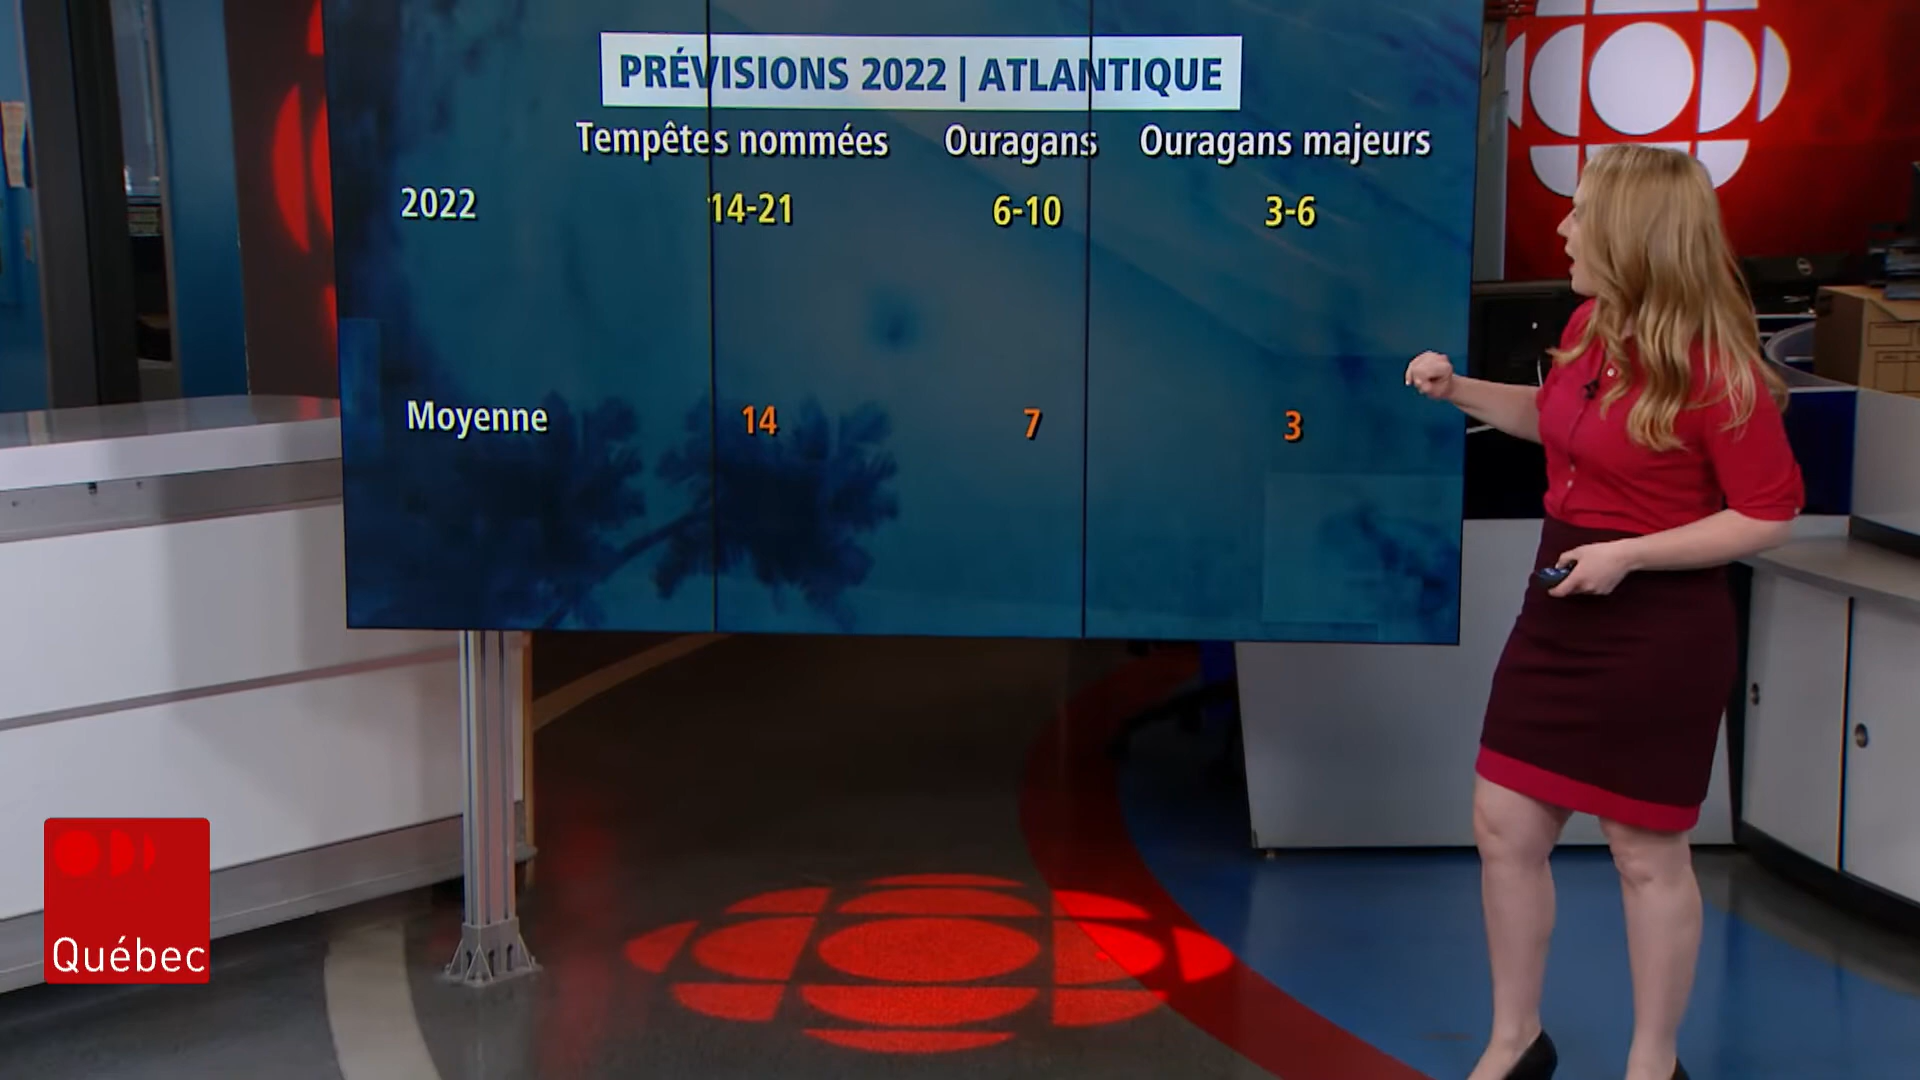 PRÉVISIONS 2022 | ATLANTIQUE
Tempêtes nommées Ouragans Ouragans majeurs
2022 14-21 6-10 3-6
Moyenne 14 7 3
Québec